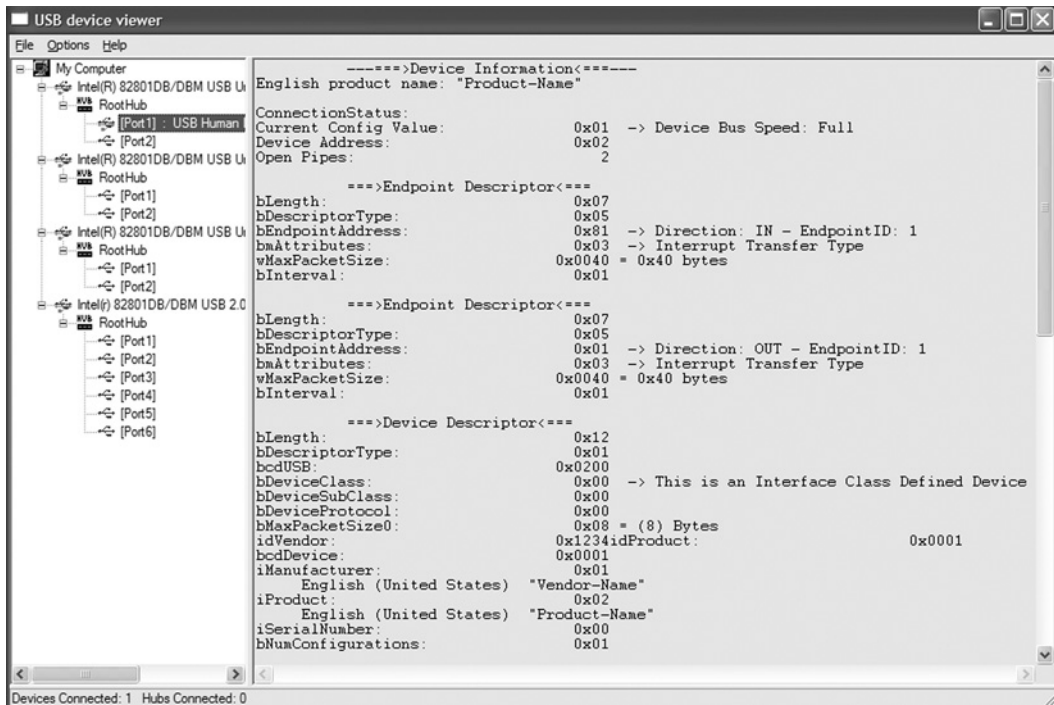 USB device viewer
File Options Help
My Computer
Intel(R) 82801DB/DBM USB U
RootHub
[Port1] : USB Human
[Port2]
Intel(R) 82801DB/DBM USB U
RootHub
[Port1]
[Port2]
Intel(R) 82801DB/DBM USB U
RootHub
[Port1]
[Port2]
Intel(r) 82801DB/DBM USB 2.0
RootHub
[Port1]
[Port2]
[Port3]
[Port4]
[Port5]
[Port6]
---===>Device Information<===---
English product name: "Product-Name"
ConnectionStatus:
Current Config Value: 0x01 -> Device Bus Speed: Full
Device Address: 0x02
Open Pipes: 2
===>Endpoint Descriptor<===
bLength: 0x07
bDescriptorType: 0x05
bEndpointAddress: 0x81 -> Direction: IN - EndpointID: 1
bmAttributes: 0x03 -> Interrupt Transfer Type
wMaxPacketSize: 0x0040 = 0x40 bytes
bInterval: 0x01
===>Endpoint Descriptor<===
bLength: 0x07
bDescriptorType: 0x05
bEndpointAddress: 0x01 -> Direction: OUT - EndpointID: 1
bmAttributes: 0x03 -> Interrupt Transfer Type
wMaxPacketSize: 0x0040 = 0x40 bytes
bInterval: 0x01
===>Device Descriptor<===
bLength: 0x12
bDescriptorType: 0x01
bcdUSB: 0x0200
bDeviceClass: 0x00 -> This is an Interface Class Defined Device
bDeviceSubClass: 0x00
bDeviceProtocol: 0x00
bMaxPacketSize0: 0x08 = (8) Bytes
idVendor: 0x1234idProduct: 0x0001
bcdDevice: 0x0001
iManufacturer: 0x01
English (United States) "Vendor-Name"
iProduct: 0x02
English (United States) "Product-Name"
iSerialNumber: 0x00
bNumConfigurations: 0x01
Devices Connected: 1 Hubs Connected: 0